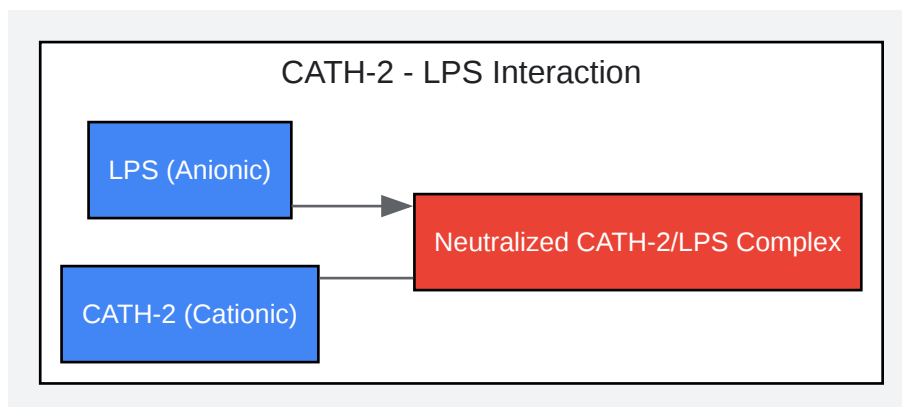 CATH-2 - LPS Interaction
LPS (Anionic)
Neutralized CATH-2/LPS Complex
CATH-2 (Cationic)